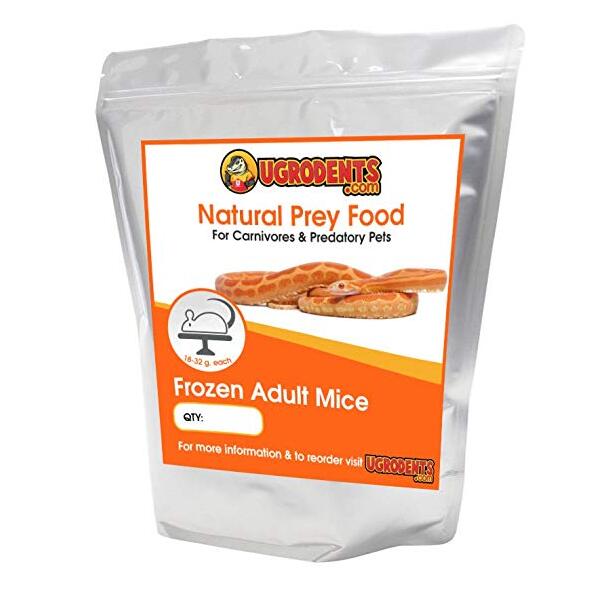 UGRODENTS
.com
Natural Prey Food
For Carnivores & Predatory Pets
18-32 g. each
Frozen Adult Mice
QTY:
For more information & to reorder visit UGRODENTS
.com